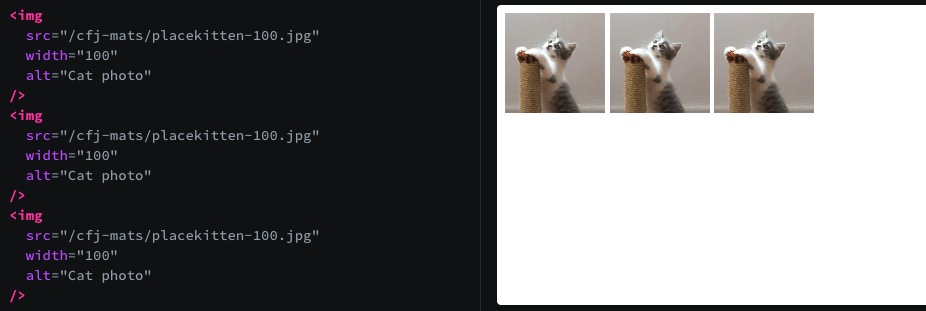 <img
  src="/cfj-mats/placekitten-100.jpg"
  width="100"
  alt="Cat photo"
/>
<img
  src="/cfj-mats/placekitten-100.jpg"
  width="100"
  alt="Cat photo"
/>
<img
  src="/cfj-mats/placekitten-100.jpg"
  width="100"
  alt="Cat photo"
/>